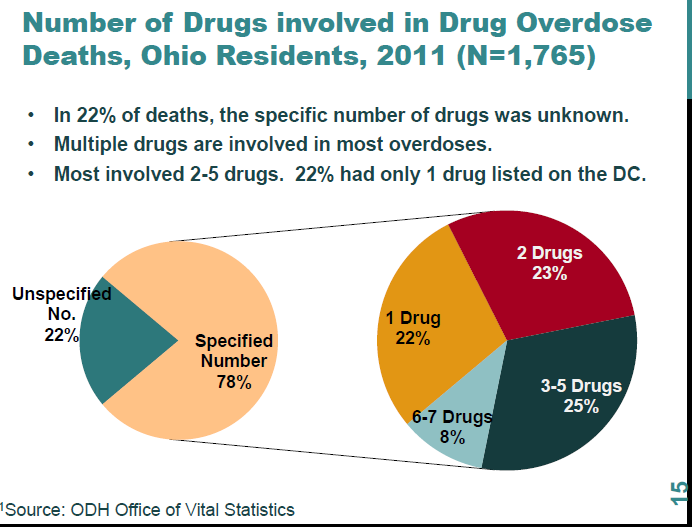 Number of Drugs involved in Drug Overdose
Deaths, Ohio Residents, 2011 (N=1,765)
• In 22% of deaths, the specific number of drugs was unknown.
• Multiple drugs are involved in most overdoses.
• Most involved 2-5 drugs. 22% had only 1 drug listed on the DC.
Unspecified
No.
22%
Specified
Number
78%
2 Drugs
23%
1 Drug
22%
3-5 Drugs
25%
6-7 Drugs
8%
¹Source: ODH Office of Vital Statistics
15